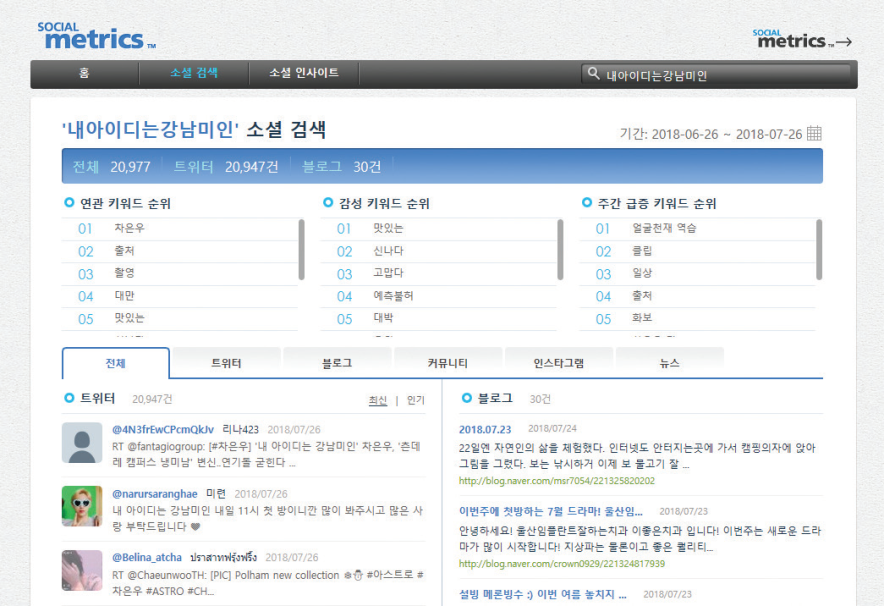 SOCIAL
metrics TM
SOCIAL
metrics TM
홈
소셜 검색
소셜 인사이트
내아이디는강남미인
'내아이디는강남미인' 소셜 검색
기간: 2018-06-26 ~ 2018-07-26
전체 20,977 트위터 20,947건 블로그 30건
연관 키워드 순위
01 차은우
02 출처
03 촬영
04 대만
05 맛있는
감성 키워드 순위
01 맛있는
02 신나다
03 고맙다
04 예측불허
05 대박
주간 급증 키워드 순위
01 얼굴천재 역습
02 클립
03 일상
04 출처
05 화보
전체 트위터 블로그 커뮤니티 인스타그램 뉴스
트위터 20,947건 최신 | 인기
@4N3frEwCPcmQkJv 리나423 2018/07/26
RT @fantagiogroup: [#차은우] '내 아이디는 강남미인' 차은우, '츤데
레 캠퍼스 냉미남' 변신..연기돌 굳힌다 ...
@narursaranghae 미련 2018/07/26
내 아이디는 강남미인 내일 11시 첫 방이니깐 많이 봐주시고 많은 사
랑 부탁드립니다 ♥
@Belina_atcha ปราสาทฟรุ้งฟริ้ง 2018/07/26
RT @ChaeunwooTH: [PIC] Polham new collection ❄☃ #아스트로 #
차은우 #ASTRO #CH...
블로그 30건
2018.07.23 2018/07/24
22일엔 자연인의 삶을 체험했다. 인터넷도 안터지는곳에 가서 캠핑의자에 앉아
그림을 그렸다. 보는 낚시하거 이제 보 물고기 잘 ...
http://blog.naver.com/msr7054/221325820202
이번주에 첫방하는 7월 드라마! 울산임... 2018/07/23
안녕하세요! 울산임플란트잘하는치과 이좋은치과 입니다! 이번주는 새로운 드라
마가 많이 시작합니다! 지상파는 물론이고 좋은 퀄리티...
http://blog.naver.com/crown0929/221324817939
설빙 메론빙수 :) 이번 여름 놓치지 ... 2018/07/23